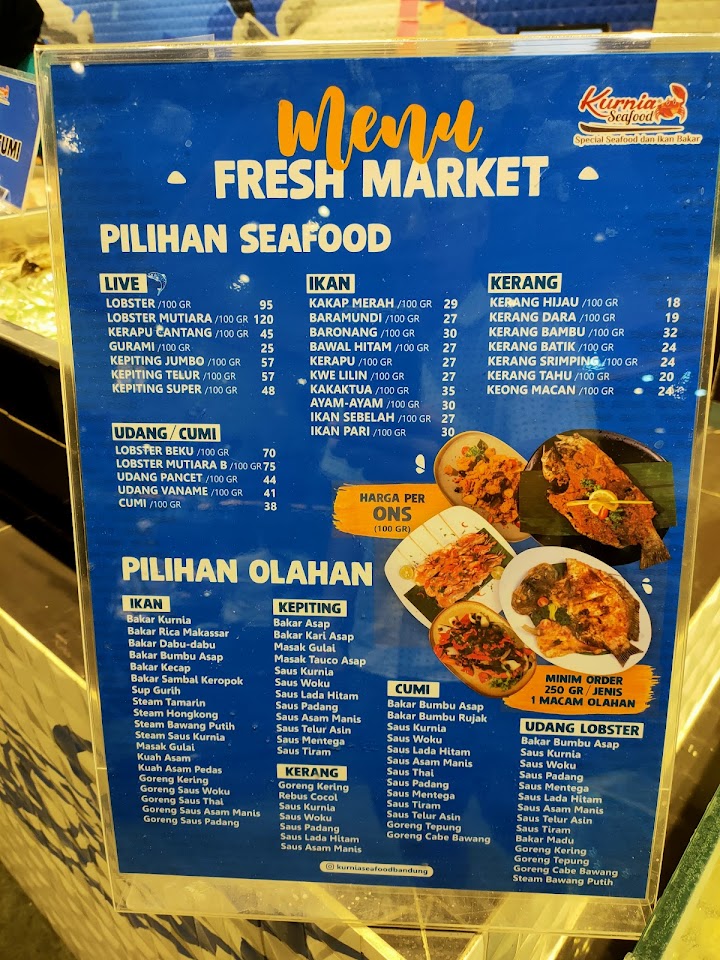 UMI
Menu
FRESH MARKET
Kurnia
Seafood
Special Seafood dan Ikan Bakar
PILIHAN SEAFOOD
LIVE
LOBSTER /100 GR 95
LOBSTER MUTIARA /100 GR 120
KERAPU CANTANG /100 GR 45
GURAMI /100 GR 25
KEPITING JUMBO /100 GR 57
KEPITING TELUR /100 GR 57
KEPITING SUPER /100 GR 48
UDANG/CUMI
LOBSTER BEKU /100 GR 70
LOBSTER MUTIARA B /100 GR 75
UDANG PANCET /100 GR 44
UDANG VANAME /100 GR 41
CUMI /100 GR 38
IKAN
KAKAP MERAH /100 GR 29
BARAMUNDI /100 GR 27
BARONANG /100 GR 30
BAWAL HITAM /100 GR 27
KERAPU /100 GR 27
KWE LILIN /100 GR 27
KAKAKTUA /100 GR 35
AYAM-AYAM /100 GR 30
IKAN SEBELAH /100 GR 27
IKAN PARI /100 GR 30
KERANG
KERANG HIJAU /100 GR 18
KERANG DARA /100 GR 19
KERANG BAMBU /100 GR 32
KERANG BATIK /100 GR 24
KERANG SRIMPING /100 GR 24
KERANG TAHU /100 GR 20
KEONG MACAN /100 GR 24
HARGA PER
ONS
(100 GR)
PILIHAN OLAHAN
IKAN
Bakar Kurnia
Bakar Rica Makassar
Bakar Dabu-dabu
Bakar Bumbu Asap
Bakar Kecap
Bakar Sambal Keropok
Sup Gurih
Steam Tamarin
Steam Hongkong
Steam Bawang Putih
Steam Saus Kurnia
Masak Gulai
Kuah Asam
Kuah Asam Pedas
Goreng Kering
Goreng Saus Woku
Goreng Saus Thai
Goreng Saus Asam Manis
Goreng Saus Padang
KEPITING
Bakar Asap
Bakar Kari Asap
Masak Gulai
Masak Tauco Asap
Saus Kurnia
Saus Woku
Saus Lada Hitam
Saus Padang
Saus Asam Manis
Saus Telur Asin
Saus Mentega
Saus Tiram
KERANG
Goreng Kering
Rebus Cocol
Saus Kurnia
Saus Woku
Saus Padang
Saus Lada Hitam
Saus Asam Manis
CUMI
Bakar Bumbu Asap
Bakar Bumbu Rujak
Saus Kurnia
Saus Woku
Saus Lada Hitam
Saus Asam Manis
Saus Thai
Saus Padang
Saus Mentega
Saus Tiram
Saus Telur Asin
Goreng Tepung
Goreng Cabe Bawang
MINIM ORDER
250 GR/JENIS
1 MACAM OLAHAN
UDANG LOBSTER
Bakar Bumbu Asap
Saus Kurnia
Saus Woku
Saus Padang
Saus Mentega
Saus Lada Hitam
Saus Asam Manis
Saus Telur Asin
Saus Tiram
Bakar Madu
Goreng Kering
Goreng Tepung
Goreng Cabe Bawang
Steam Bawang Putih
kurniaseafoodbandung